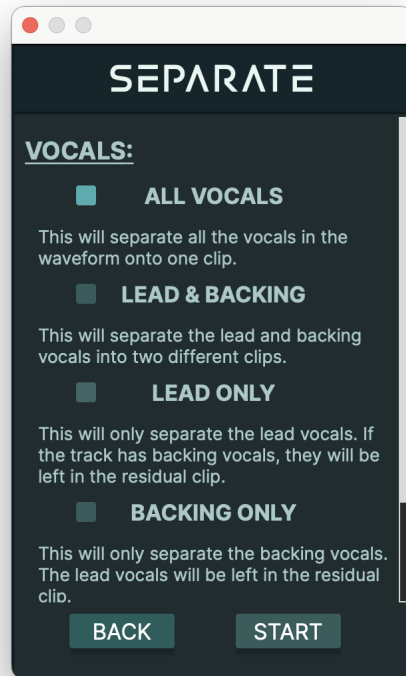 SEPARATE
VOCALS:
ALL VOCALS
This will separate all the vocals in the
waveform onto one clip.
LEAD & BACKING
This will separate the lead and backing
vocals into two different clips.
LEAD ONLY
This will only separate the lead vocals. If
the track has backing vocals, they will be
left in the residual clip.
BACKING ONLY
This will only separate the backing vocals.
The lead vocals will be left in the residual
clip.
BACK
START